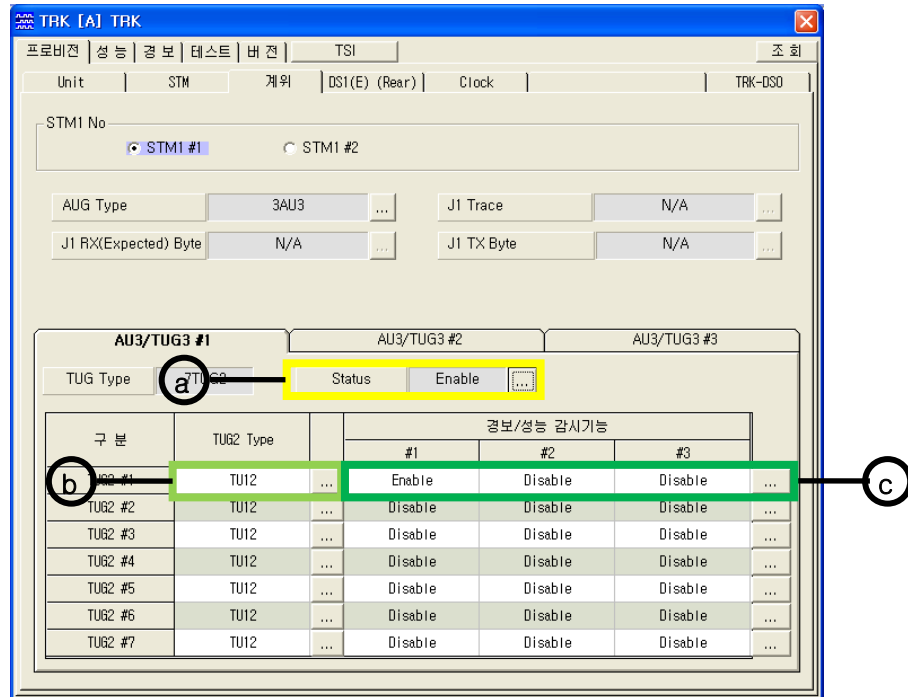 TRK [A] TRK
프로비젼 성 능 경 보 테스트 버 젼 TSI 조 회
Unit STM 계위 DS1(E) (Rear) Clock TRK-DS0
STM1 No
STM1 #1 STM1 #2
AUG Type 3AU3 ... J1 Trace N/A ...
J1 RX(Expected) Byte N/A ... J1 TX Byte N/A ...
AU3/TUG3 #1 AU3/TUG3 #2 AU3/TUG3 #3
TUG Type a 7TUG2 Status Enable ...
구 분 TUG2 Type 경보/성능 감시기능
#1 #2 #3
b TUG2 #1 TU12 ... Enable Disable Disable ... c
TUG2 #2 TU12 ... Disable Disable Disable ...
TUG2 #3 TU12 ... Disable Disable Disable ...
TUG2 #4 TU12 ... Disable Disable Disable ...
TUG2 #5 TU12 ... Disable Disable Disable ...
TUG2 #6 TU12 ... Disable Disable Disable ...
TUG2 #7 TU12 ... Disable Disable Disable ...